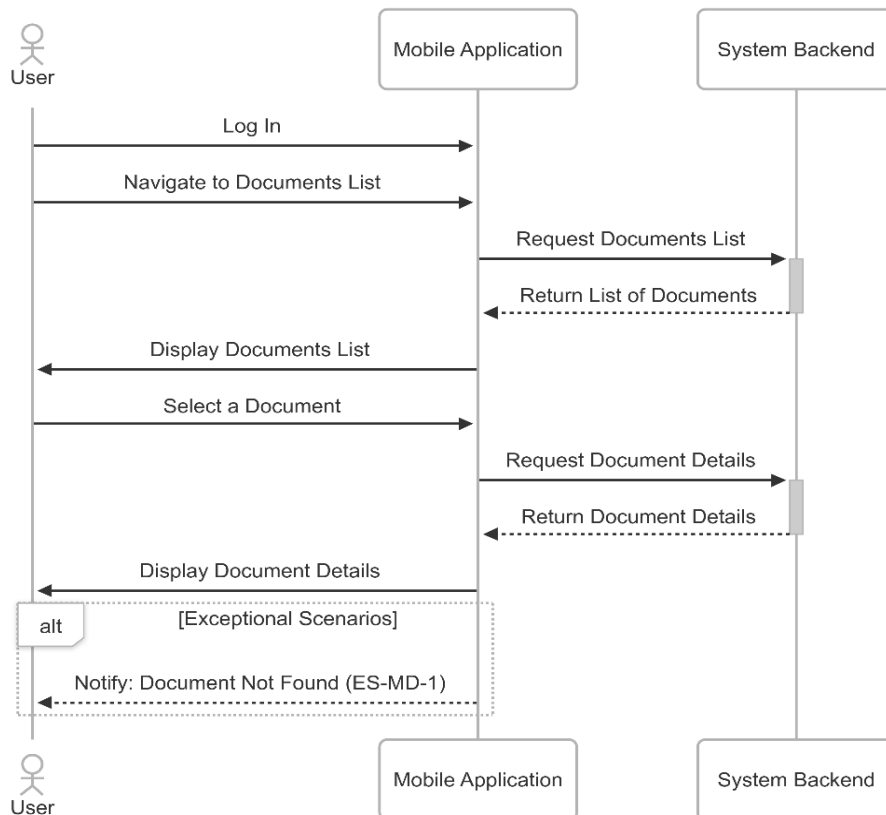 User
Mobile Application
System Backend
Log In
Navigate to Documents List
Request Documents List
Return List of Documents
Display Documents List
Select a Document
Request Document Details
Return Document Details
Display Document Details
alt
[Exceptional Scenarios]
Notify: Document Not Found (ES-MD-1)
User
Mobile Application
System Backend